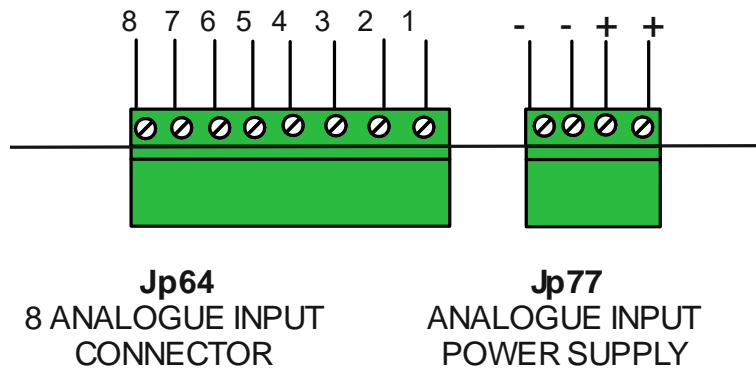 8 7 6 5 4 3 2 1
- - + +
Jp64
8 ANALOGUE INPUT
CONNECTOR
Jp77
ANALOGUE INPUT
POWER SUPPLY